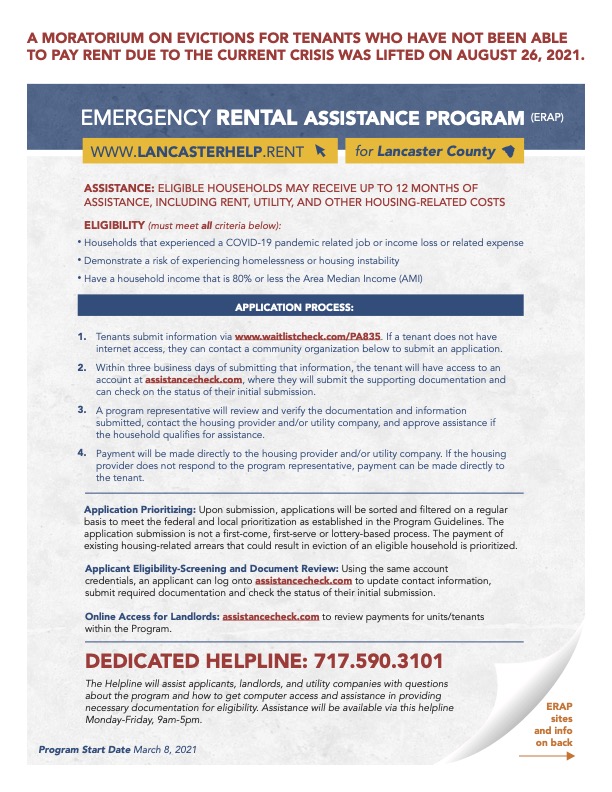 A MORATORIUM ON EVICTIONS FOR TENANTS WHO HAVE NOT BEEN ABLE
TO PAY RENT DUE TO THE CURRENT CRISIS WAS LIFTED ON AUGUST 26, 2021.
EMERGENCY RENTAL ASSISTANCE PROGRAM (ERAP)
WWW.LANCASTERHELP.RENT
for Lancaster County
ASSISTANCE: ELIGIBLE HOUSEHOLDS MAY RECEIVE UP TO 12 MONTHS OF
ASSISTANCE, INCLUDING RENT, UTILITY, AND OTHER HOUSING-RELATED COSTS
ELIGIBILITY (must meet all criteria below):
• Households that experienced a COVID-19 pandemic related job or income loss or related expense
• Demonstrate a risk of experiencing homelessness or housing instability
• Have a household income that is 80% or less the Area Median Income (AMI)
APPLICATION PROCESS:
1. Tenants submit information via www.waitlistcheck.com/PA835. If a tenant does not have
internet access, they can contact a community organization below to submit an application.
2. Within three business days of submitting that information, the tenant will have access to an
account at assistancecheck.com, where they will submit the supporting documentation and
can check on the status of their initial submission.
3. A program representative will review and verify the documentation and information
submitted, contact the housing provider and/or utility company, and approve assistance if
the household qualifies for assistance.
4. Payment will be made directly to the housing provider and/or utility company. If the housing
provider does not respond to the program representative, payment can be made directly to
the tenant.
Application Prioritizing: Upon submission, applications will be sorted and filtered on a regular
basis to meet the federal and local prioritization as established in the Program Guidelines. The
application submission is not a first-come, first-serve or lottery-based process. The payment of
existing housing-related arrears that could result in eviction of an eligible household is prioritized.
Applicant Eligibility-Screening and Document Review: Using the same account
credentials, an applicant can log onto assistancecheck.com to update contact information,
submit required documentation and check the status of their initial submission.
Online Access for Landlords: assistancecheck.com to review payments for units/tenants
within the Program.
DEDICATED HELPLINE: 717.590.3101
The Helpline will assist applicants, landlords, and utility companies with questions
about the program and how to get computer access and assistance in providing
necessary documentation for eligibility. Assistance will be available via this helpline
Monday-Friday, 9am-5pm.
ERAP
sites
and info
on back
Program Start Date March 8, 2021